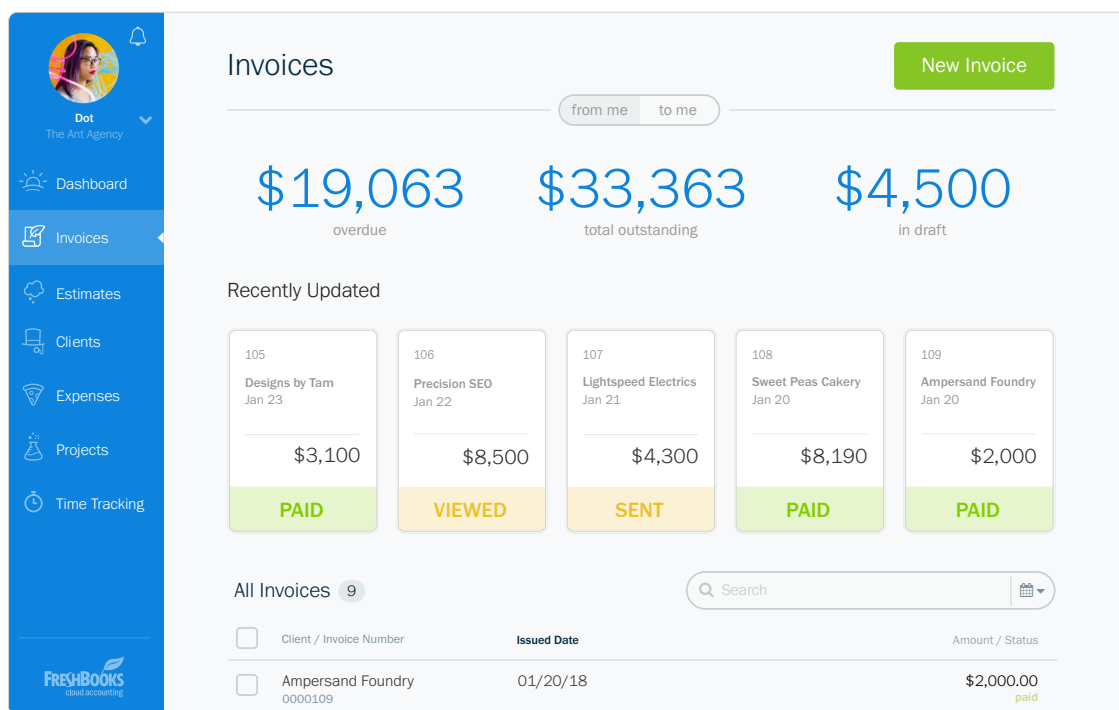 Dot
The Ant Agency
Dashboard
Invoices
Estimates
Clients
Expenses
Projects
Time Tracking
FRESHBOOKS
cloud accounting
Invoices
New Invoice
from me
to me
$19,063
overdue
$33,363
total outstanding
$4,500
in draft
Recently Updated
105
Designs by Tam
Jan 23
$3,100
PAID
106
Precision SEO
Jan 22
$8,500
VIEWED
107
Lightspeed Electrics
Jan 21
$4,300
SENT
108
Sweet Peas Cakery
Jan 20
$8,190
PAID
109
Ampersand Foundry
Jan 20
$2,000
PAID
All Invoices 9
Search
Client / Invoice Number Issued Date Amount / Status
Ampersand Foundry 01/20/18 $2,000.00
0000109 paid